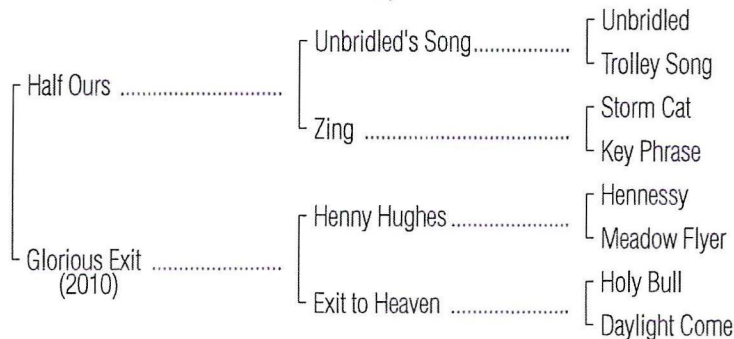 Unbridled
Unbridled's Song
Trolley Song
Half Ours
Storm Cat
Zing
Key Phrase
Hennessy
Henny Hughes
Meadow Flyer
Glorious Exit
(2010)
Holy Bull
Exit to Heaven
Daylight Come